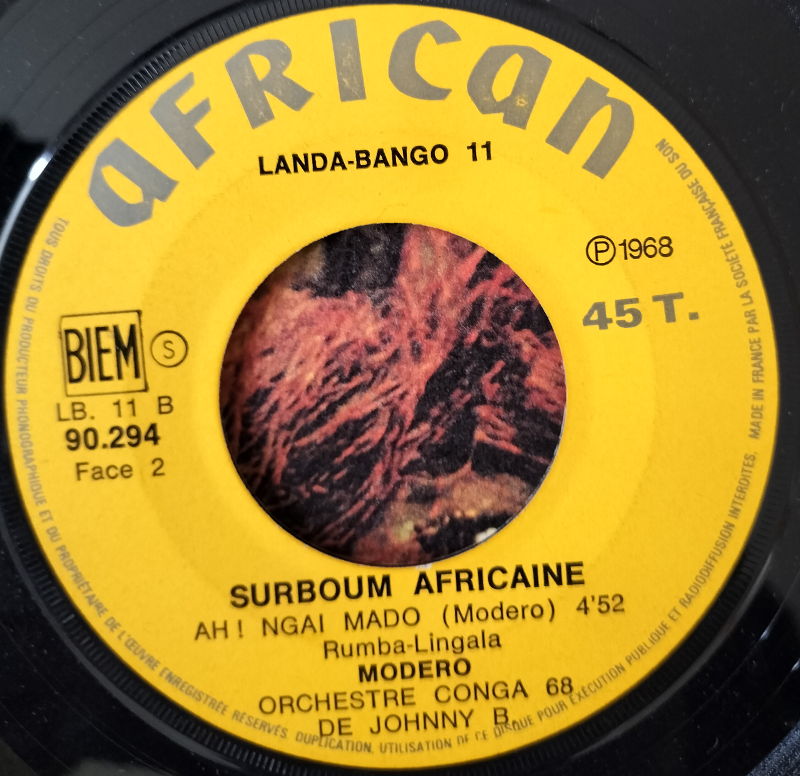 AFRICAN
LANDA-BANGO 11
Ⓟ1968
45 T.
BIEM Ⓢ
LB. 11 B
90.294
Face 2
SURBOUM AFRICAINE
AH! NGAI MADO (Modero) 4'52
Rumba-Lingala
MODERO
ORCHESTRE CONGA 68
DE JOHNNY B.
TOUS DROITS DU PRODUCTEUR PHONOGRAPHIQUE ET DU PROPRIÉTAIRE DE L'ŒUVRE ENREGISTRÉE RÉSERVÉS. DUPLICATION, UTILISATION DE CE DISQUE POUR EXÉCUTION PUBLIQUE ET RADIODIFFUSION INTERDITES. MADE IN FRANCE PAR LA SOCIÉTÉ FRANÇAISE DU SON